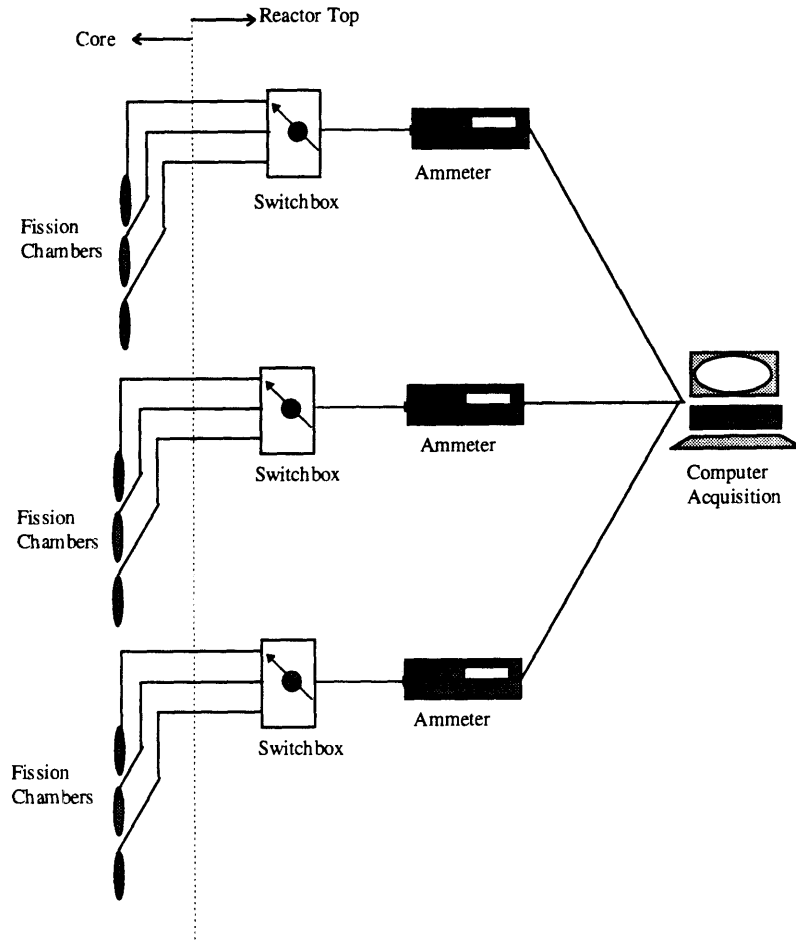 Reactor Top
Core
Ammeter
Switchbox
Fission
Chambers
Ammeter
Switchbox
Computer
Acquisition
Fission
Chambers
Ammeter
Switchbox
Fission
Chambers